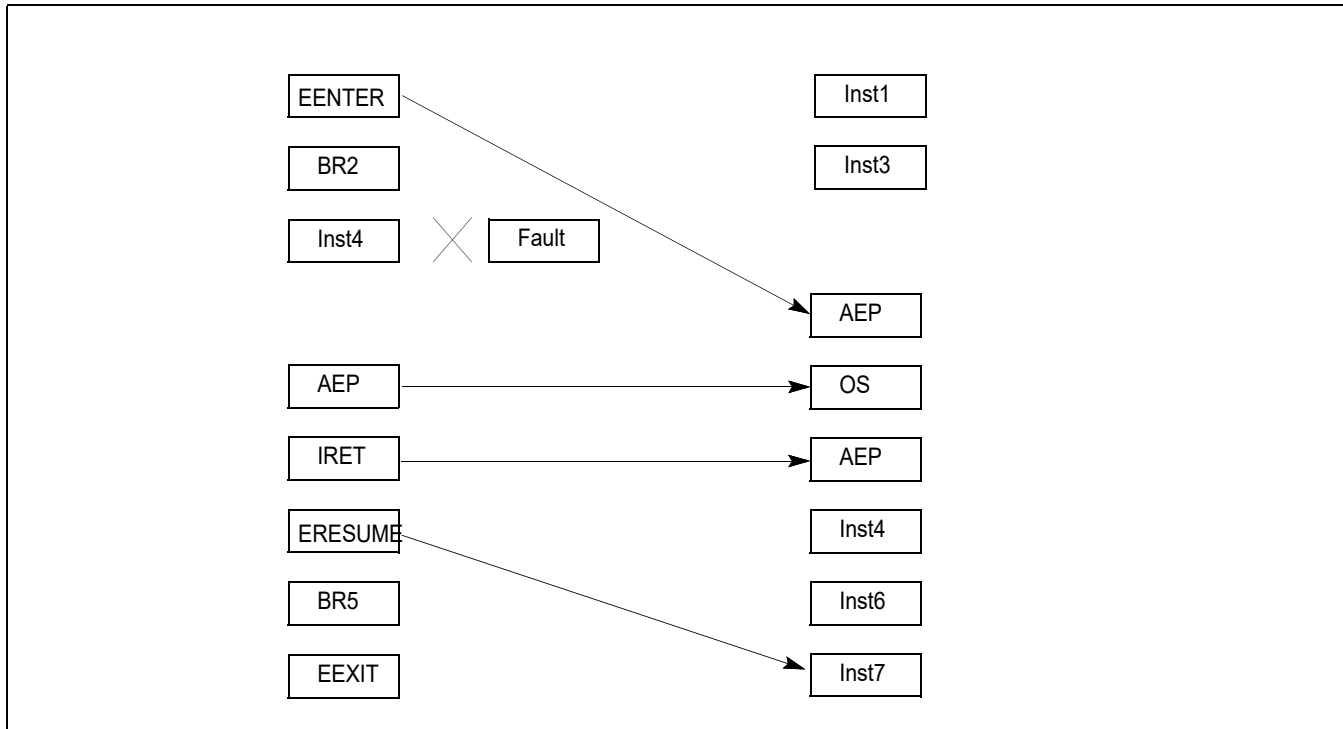 EENTER Inst1
BR2 Inst3
Inst4 Fault
AEP
AEP OS
IRET AEP
ERESUME Inst4
BR5 Inst6
EEXIT Inst7